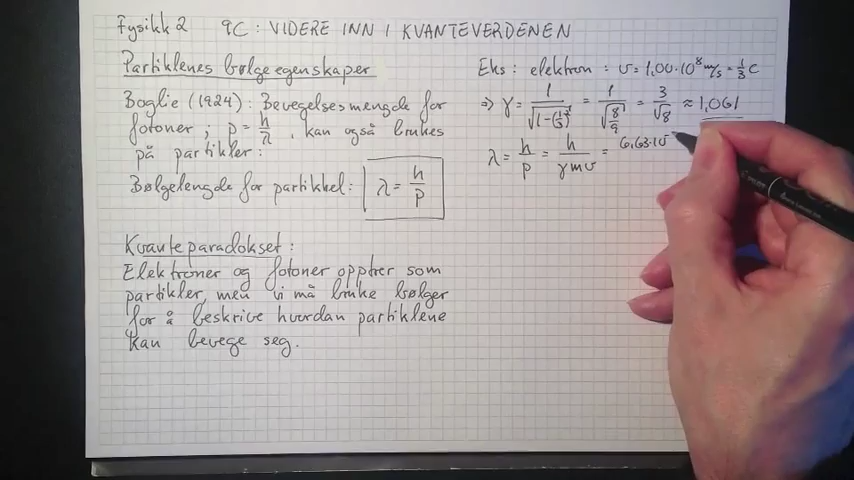 Fysikk 2 9C : VIDERE INN I KVANTEVERDENEN
Partiklenes bølgeegenskaper
Boglie (1924) : Bevegelsesmengde for
fotoner ; p = h/λ , kan også brukes
på partikler :
Bølgelengde for partikkel : λ = h/p
Kvanteparadokset :
Elektroner og fotoner opptrer som
partikler, men vi må bruke bølger
for å beskrive hvordan partiklene
kan bevege seg.
Eks : elektron : v = 1,00·10⁸ m/s = 1/3 c
⇒ γ = 1/√(1-(1/3)²) = 1/√(8/9) = 3/√8 ≈ 1,061
λ = h/p = h/γmv = 6,63·10⁻